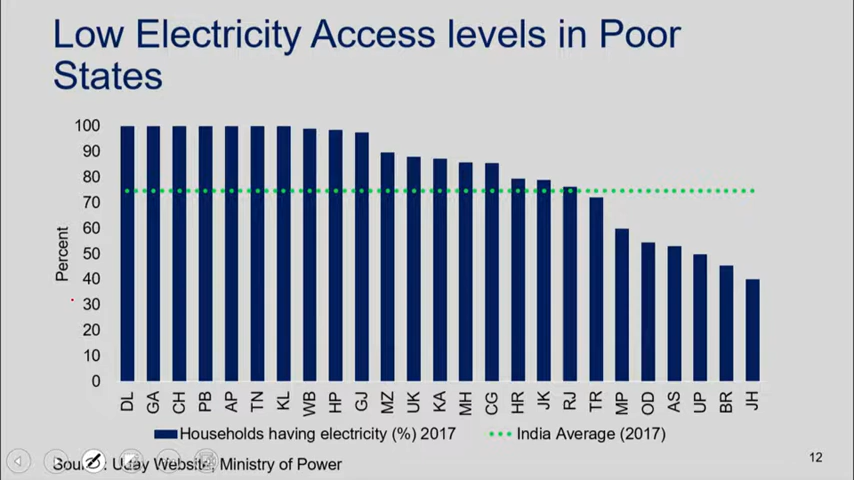 Low Electricity Access levels in Poor
States
100
90
80
70
60
50
40
30
20
10
0
Percent
DL GA CH PB AP TN KL WB HP GJ MZ UK KA MH CG HR JK RJ TR MP OD AS UP BR JH
Households having electricity (%) 2017 India Average (2017)
Uday Website, Ministry of Power
12